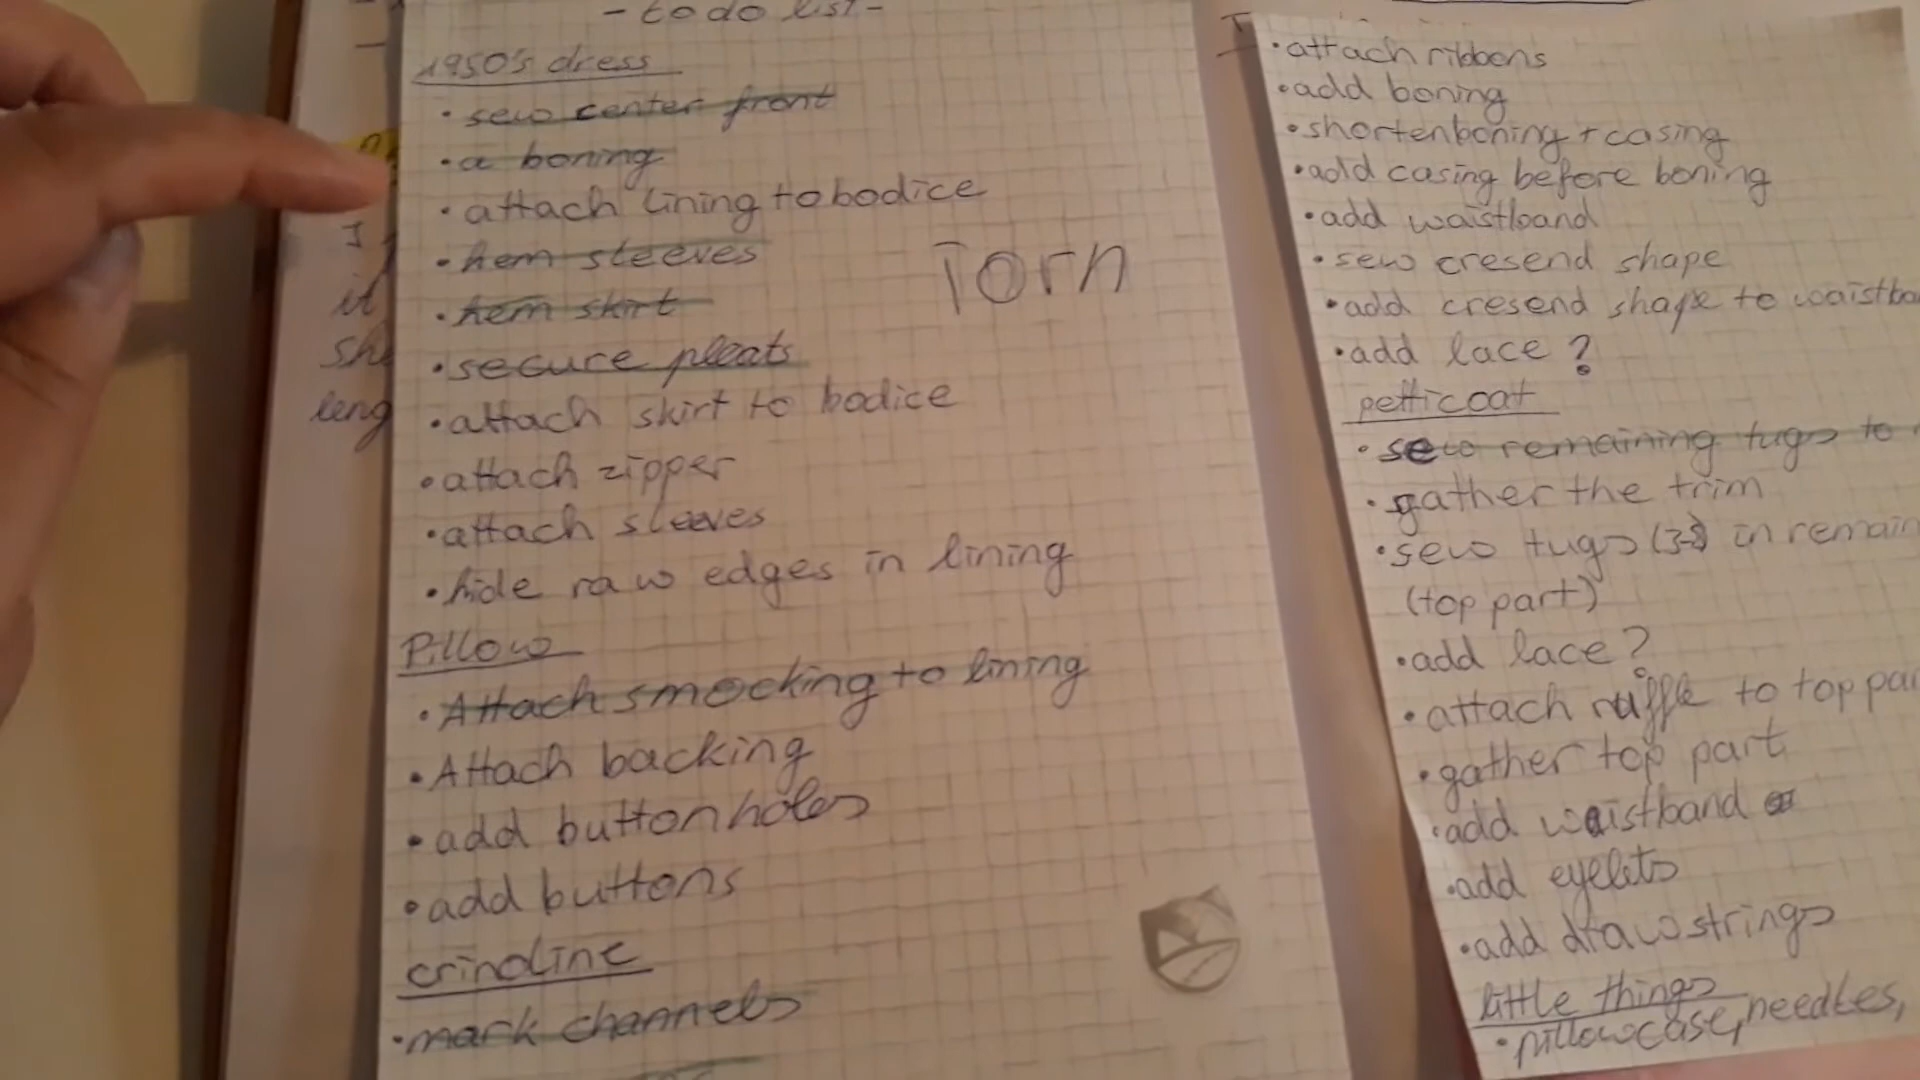 - to do list -
1950's dress
• sew center front
• a boning
• attach lining to bodice
• hem sleeves
Torn
• hem skirt
• secure pleats
• attach skirt to bodice
• attach zipper
• attach sleeves
• hide raw edges in lining
Pillow
• Attach smocking to lining
• Attach backing
• add buttonholes
• add buttons
crinoline
• mark channels
• attach ribbons
• add boning
• shorten boning + casing
• add casing before boning
• add waistband
• sew cresend shape
• add cresend shape to waistba
• add lace?
petticoat
• sew remaining tugs to
• gather the trim
• sew tugs (3-8) in remain
(top part)
• add lace?
• attach ruffle to top pa
• gather top part
• add waistband
• add eyelets
• add drawstrings
little things
• pillowcase, needles,
I
it
sh
leng